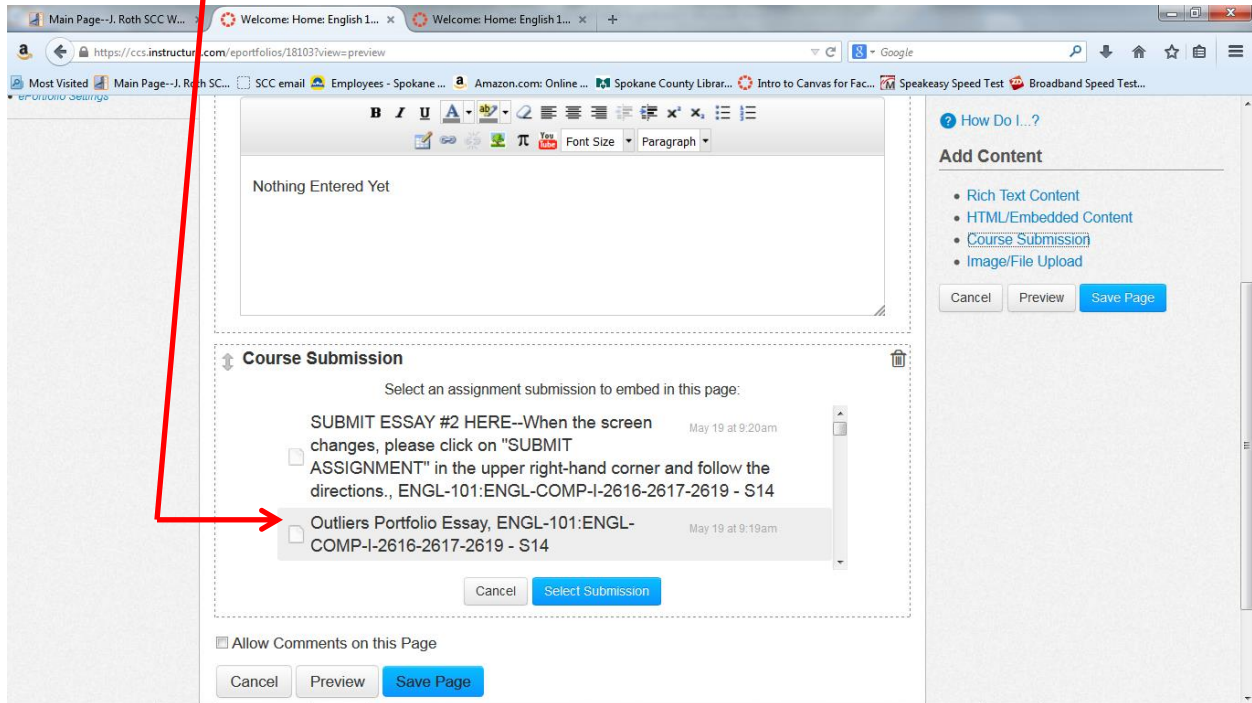 Main Page--J. Roth SCC W... × Welcome: Home: English 1... × Welcome: Home: English 1... × +
https://ccs.instructure.com/eportfolios/18103?view=preview Google
Most Visited Main Page--J. Roth SC... SCC email Employees - Spokane ... Amazon.com: Online ... Spokane County Librar... Intro to Canvas for Fac... Speakeasy Speed Test Broadband Speed Test...
ePortfolio Settings
B I U A ab x² x₂
π You Tube Font Size Paragraph
Nothing Entered Yet
Course Submission
Select an assignment submission to embed in this page:
SUBMIT ESSAY #2 HERE--When the screen May 19 at 9:20am
changes, please click on "SUBMIT
ASSIGNMENT" in the upper right-hand corner and follow the
directions., ENGL-101:ENGL-COMP-I-2616-2617-2619 - S14
Outliers Portfolio Essay, ENGL-101:ENGL- May 19 at 9:19am
COMP-I-2616-2617-2619 - S14
Cancel Select Submission
Allow Comments on this Page
Cancel Preview Save Page
How Do I...?
Add Content
Rich Text Content
HTML/Embedded Content
Course Submission
Image/File Upload
Cancel Preview Save Page